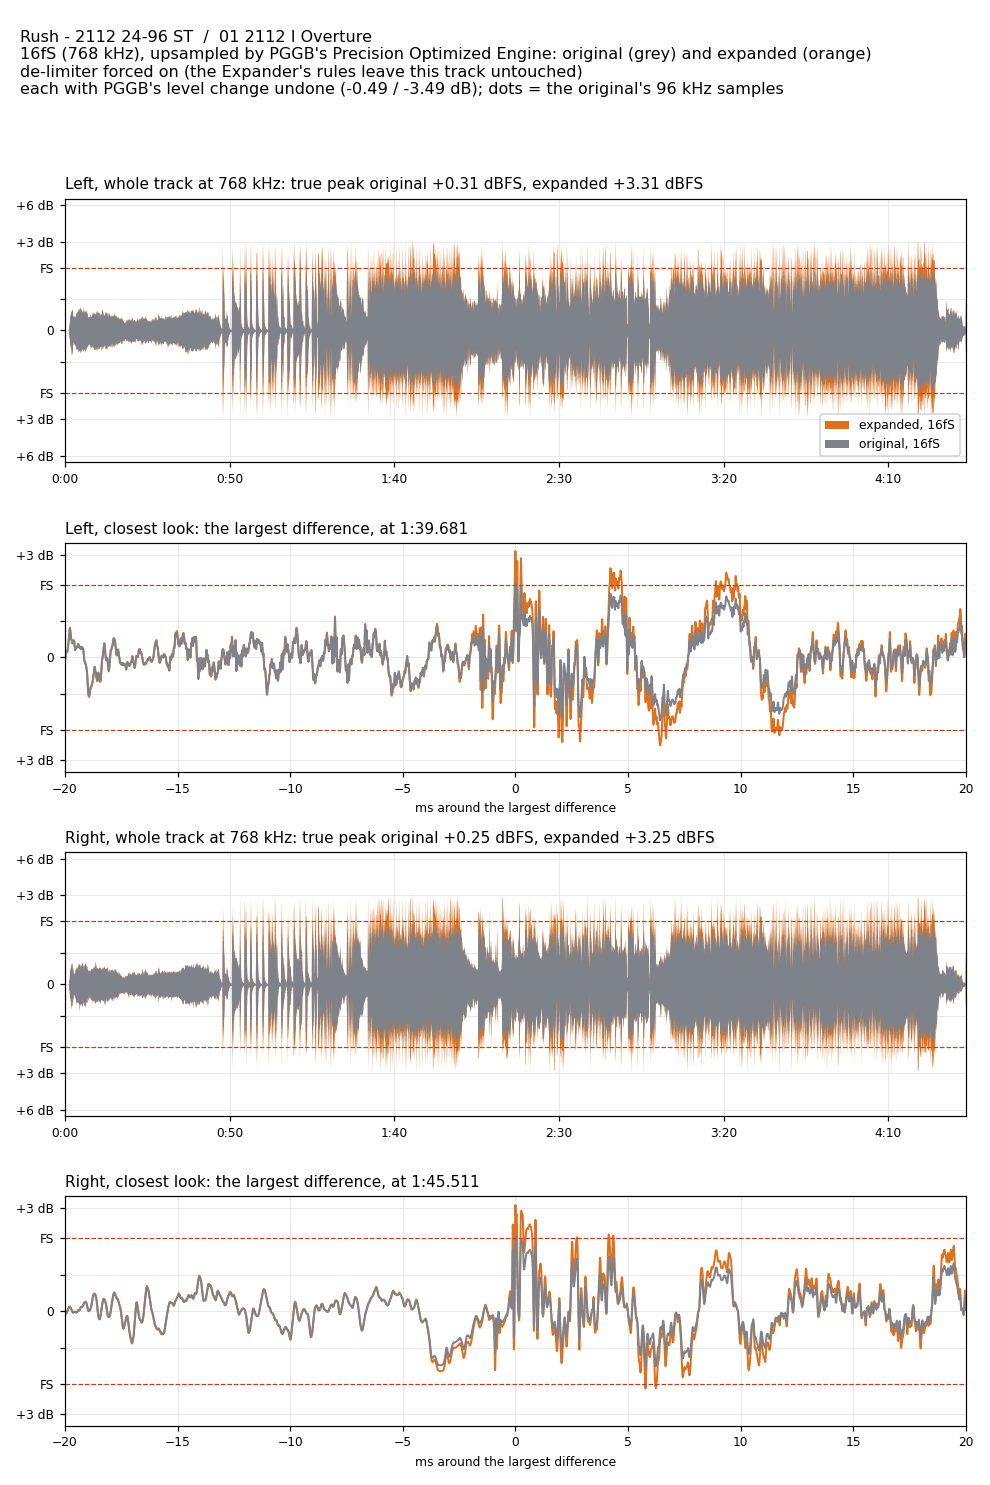 Rush - 2112 24-96 ST  /  01 2112 I Overture
16fS (768 kHz), upsampled by PGGB's Precision Optimized Engine: original (grey) and expanded (orange)
de-limiter forced on (the Expander's rules leave this track untouched)
each with PGGB's level change undone (-0.49 / -3.49 dB); dots = the original's 96 kHz samples
Left, whole track at 768 kHz: true peak original +0.31 dBFS, expanded +3.31 dBFS
+6 dB
+3 dB
FS
0
FS
+3 dB
+6 dB
expanded, 16fS
original, 16fS
0:00 0:50 1:40 2:30 3:20 4:10
Left, closest look: the largest difference, at 1:39.681
+3 dB
FS
0
FS
+3 dB
−20 −15 −10 −5 0 5 10 15 20
ms around the largest difference
Right, whole track at 768 kHz: true peak original +0.25 dBFS, expanded +3.25 dBFS
+6 dB
+3 dB
FS
0
FS
+3 dB
+6 dB
0:00 0:50 1:40 2:30 3:20 4:10
Right, closest look: the largest difference, at 1:45.511
+3 dB
FS
0
FS
+3 dB
−20 −15 −10 −5 0 5 10 15 20
ms around the largest difference